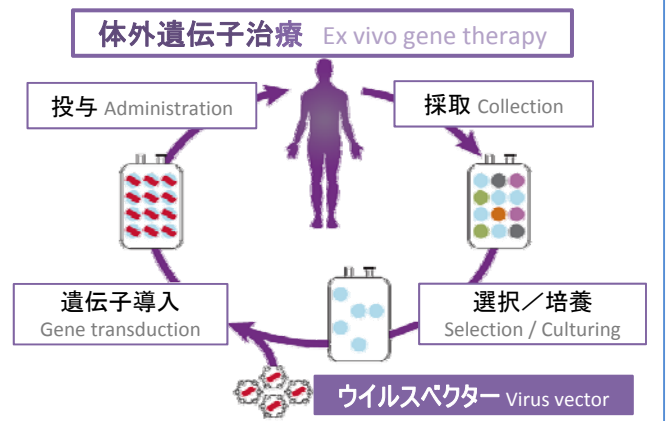 体外遺伝子治療 Ex vivo gene therapy
投与 Administration
採取 Collection
遺伝子導入
Gene transduction
選択／培養
Selection / Culturing
ウイルスベクター Virus vector